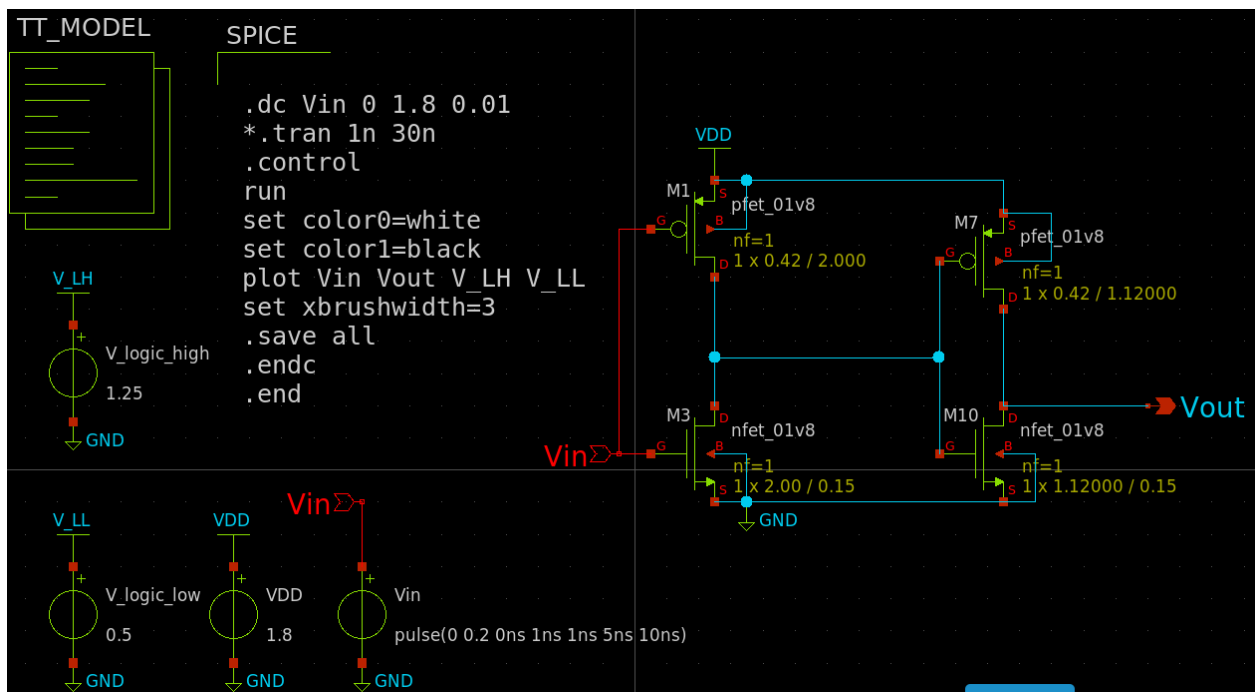 TT_MODEL
SPICE
.dc Vin 0 1.8 0.01
*.tran 1n 30n
.control
run
set color0=white
set color1=black
plot Vin Vout V_LH V_LL
set xbrushwidth=3
.save all
.endc
.end
V_LH
+
V_logic_high
1.25
GND
V_LL
+
V_logic_low
0.5
GND
VDD
+
VDD
1.8
GND
Vin
+
Vin
pulse(0 0.2 0ns 1ns 1ns 5ns 10ns)
GND
VDD
M1
S
pfet_01v8
G
B
nf=1
1 x 0.42 / 2.000
D
M7
S
pfet_01v8
G
B
nf=1
1 x 0.42 / 1.12000
D
Vin
M3
D
nfet_01v8
G
B
nf=1
S
1 x 2.00 / 0.15
GND
M10
D
nfet_01v8
G
B
nf=1
S
1 x 1.12000 / 0.15
Vout